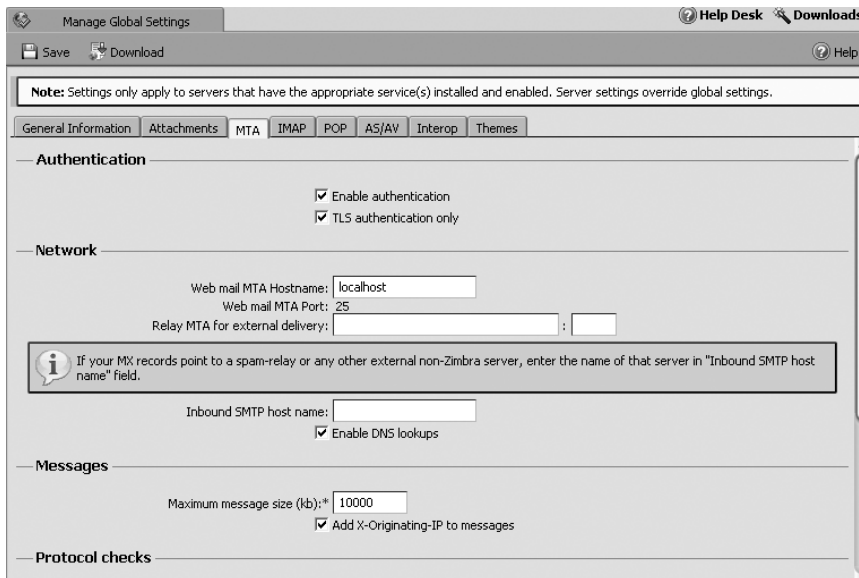 Manage Global Settings
Help Desk Downloads
Save Download
Help
Note: Settings only apply to servers that have the appropriate service(s) installed and enabled. Server settings override global settings.
General Information Attachments MTA IMAP POP AS/AV Interop Themes
Authentication
Enable authentication
TLS authentication only
Network
Web mail MTA Hostname: localhost
Web mail MTA Port: 25
Relay MTA for external delivery: :
If your MX records point to a spam-relay or any other external non-Zimbra server, enter the name of that server in "Inbound SMTP host
name" field.
Inbound SMTP host name:
Enable DNS lookups
Messages
Maximum message size (kb):* 10000
Add X-Originating-IP to messages
Protocol checks